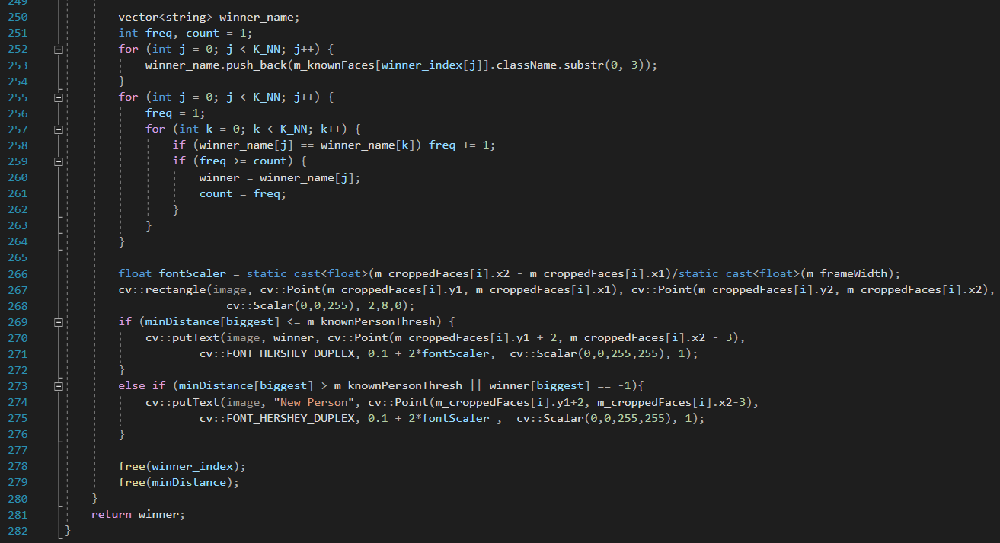 249
250 vector<string> winner_name;
251 int freq, count = 1;
252 for (int j = 0; j < K_NN; j++) {
253 winner_name.push_back(m_knownFaces[winner_index[j]].className.substr(0, 3));
254 }
255 for (int j = 0; j < K_NN; j++) {
256 freq = 1;
257 for (int k = 0; k < K_NN; k++) {
258 if (winner_name[j] == winner_name[k]) freq += 1;
259 if (freq >= count) {
260 winner = winner_name[j];
261 count = freq;
262 }
263 }
264 }
265
266 float fontScaler = static_cast<float>(m_croppedFaces[i].x2 - m_croppedFaces[i].x1)/static_cast<float>(m_frameWidth);
267 cv::rectangle(image, cv::Point(m_croppedFaces[i].y1, m_croppedFaces[i].x1), cv::Point(m_croppedFaces[i].y2, m_croppedFaces[i].x2),
268 cv::Scalar(0,0,255), 2,8,0);
269 if (minDistance[biggest] <= m_knownPersonThresh) {
270 cv::putText(image, winner, cv::Point(m_croppedFaces[i].y1 + 2, m_croppedFaces[i].x2 - 3),
271 cv::FONT_HERSHEY_DUPLEX, 0.1 + 2*fontScaler,  cv::Scalar(0,0,255,255), 1);
272 }
273 else if (minDistance[biggest] > m_knownPersonThresh || winner[biggest] == -1){
274 cv::putText(image, "New Person", cv::Point(m_croppedFaces[i].y1+2, m_croppedFaces[i].x2-3),
275 cv::FONT_HERSHEY_DUPLEX, 0.1 + 2*fontScaler ,  cv::Scalar(0,0,255,255), 1);
276 }
277
278 free(winner_index);
279 free(minDistance);
280 }
281 return winner;
282 }